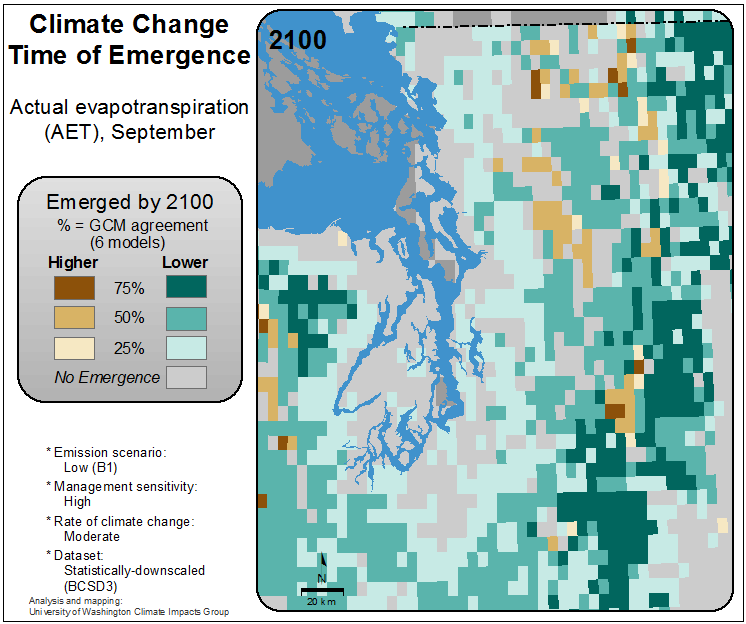 Climate Change
Time of Emergence
Actual evapotranspiration
(AET), September
Emerged by 2100
% = GCM agreement
(6 models)
Higher Lower
75%
50%
25%
No Emergence
* Emission scenario:
Low (B1)
* Management sensitivity:
High
* Rate of climate change:
Moderate
* Dataset:
Statistically-downscaled
(BCSD3)
Analysis and mapping:
University of Washington Climate Impacts Group
2100
N
20 km